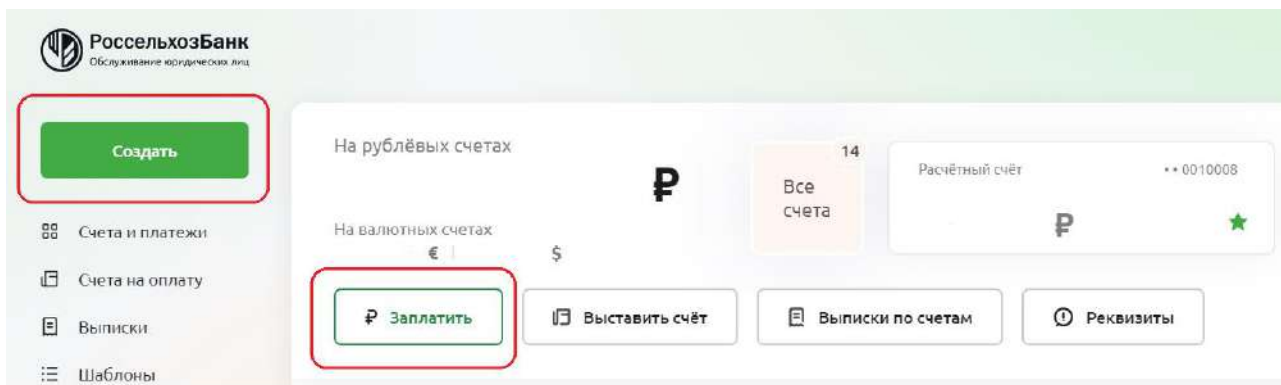 РоссельхозБанк
Обслуживание юридических лиц
Создать
Счета и платежи
Счета на оплату
Выписки
Шаблоны
На рублёвых счетах
₽
На валютных счетах
€ $
14
Все
счета
Расчётный счёт •• 0010008
₽
₽ Заплатить
Выставить счёт
Выписки по счетам
Реквизиты